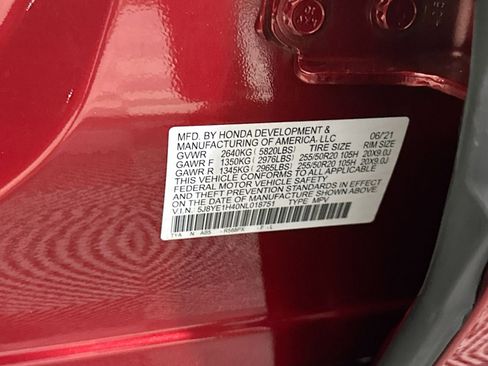 MFD. BY HONDA DEVELOPMENT &
MANUFACTURING OF AMERICA, LLC 06/21
GVWR 2640KG( 5820LBS) TIRE SIZE RIM SIZE
GAWR F 1350KG( 2976LBS) 255/50R20 105H 20X9.0J
GAWR R 1345KG( 2965LBS) 255/50R20 105H 20X9.0J
THIS VEHICLE CONFORMS TO ALL APPLICABLE
FEDERAL MOTOR VEHICLE SAFETY
AND THEFT PREVENTION STANDARDS IN EFFECT
ON THE DATE OF MANUFACTURE SHOWN ABOVE.
V.I.N. 5J8YE1H40NL018751 TYPE MPV